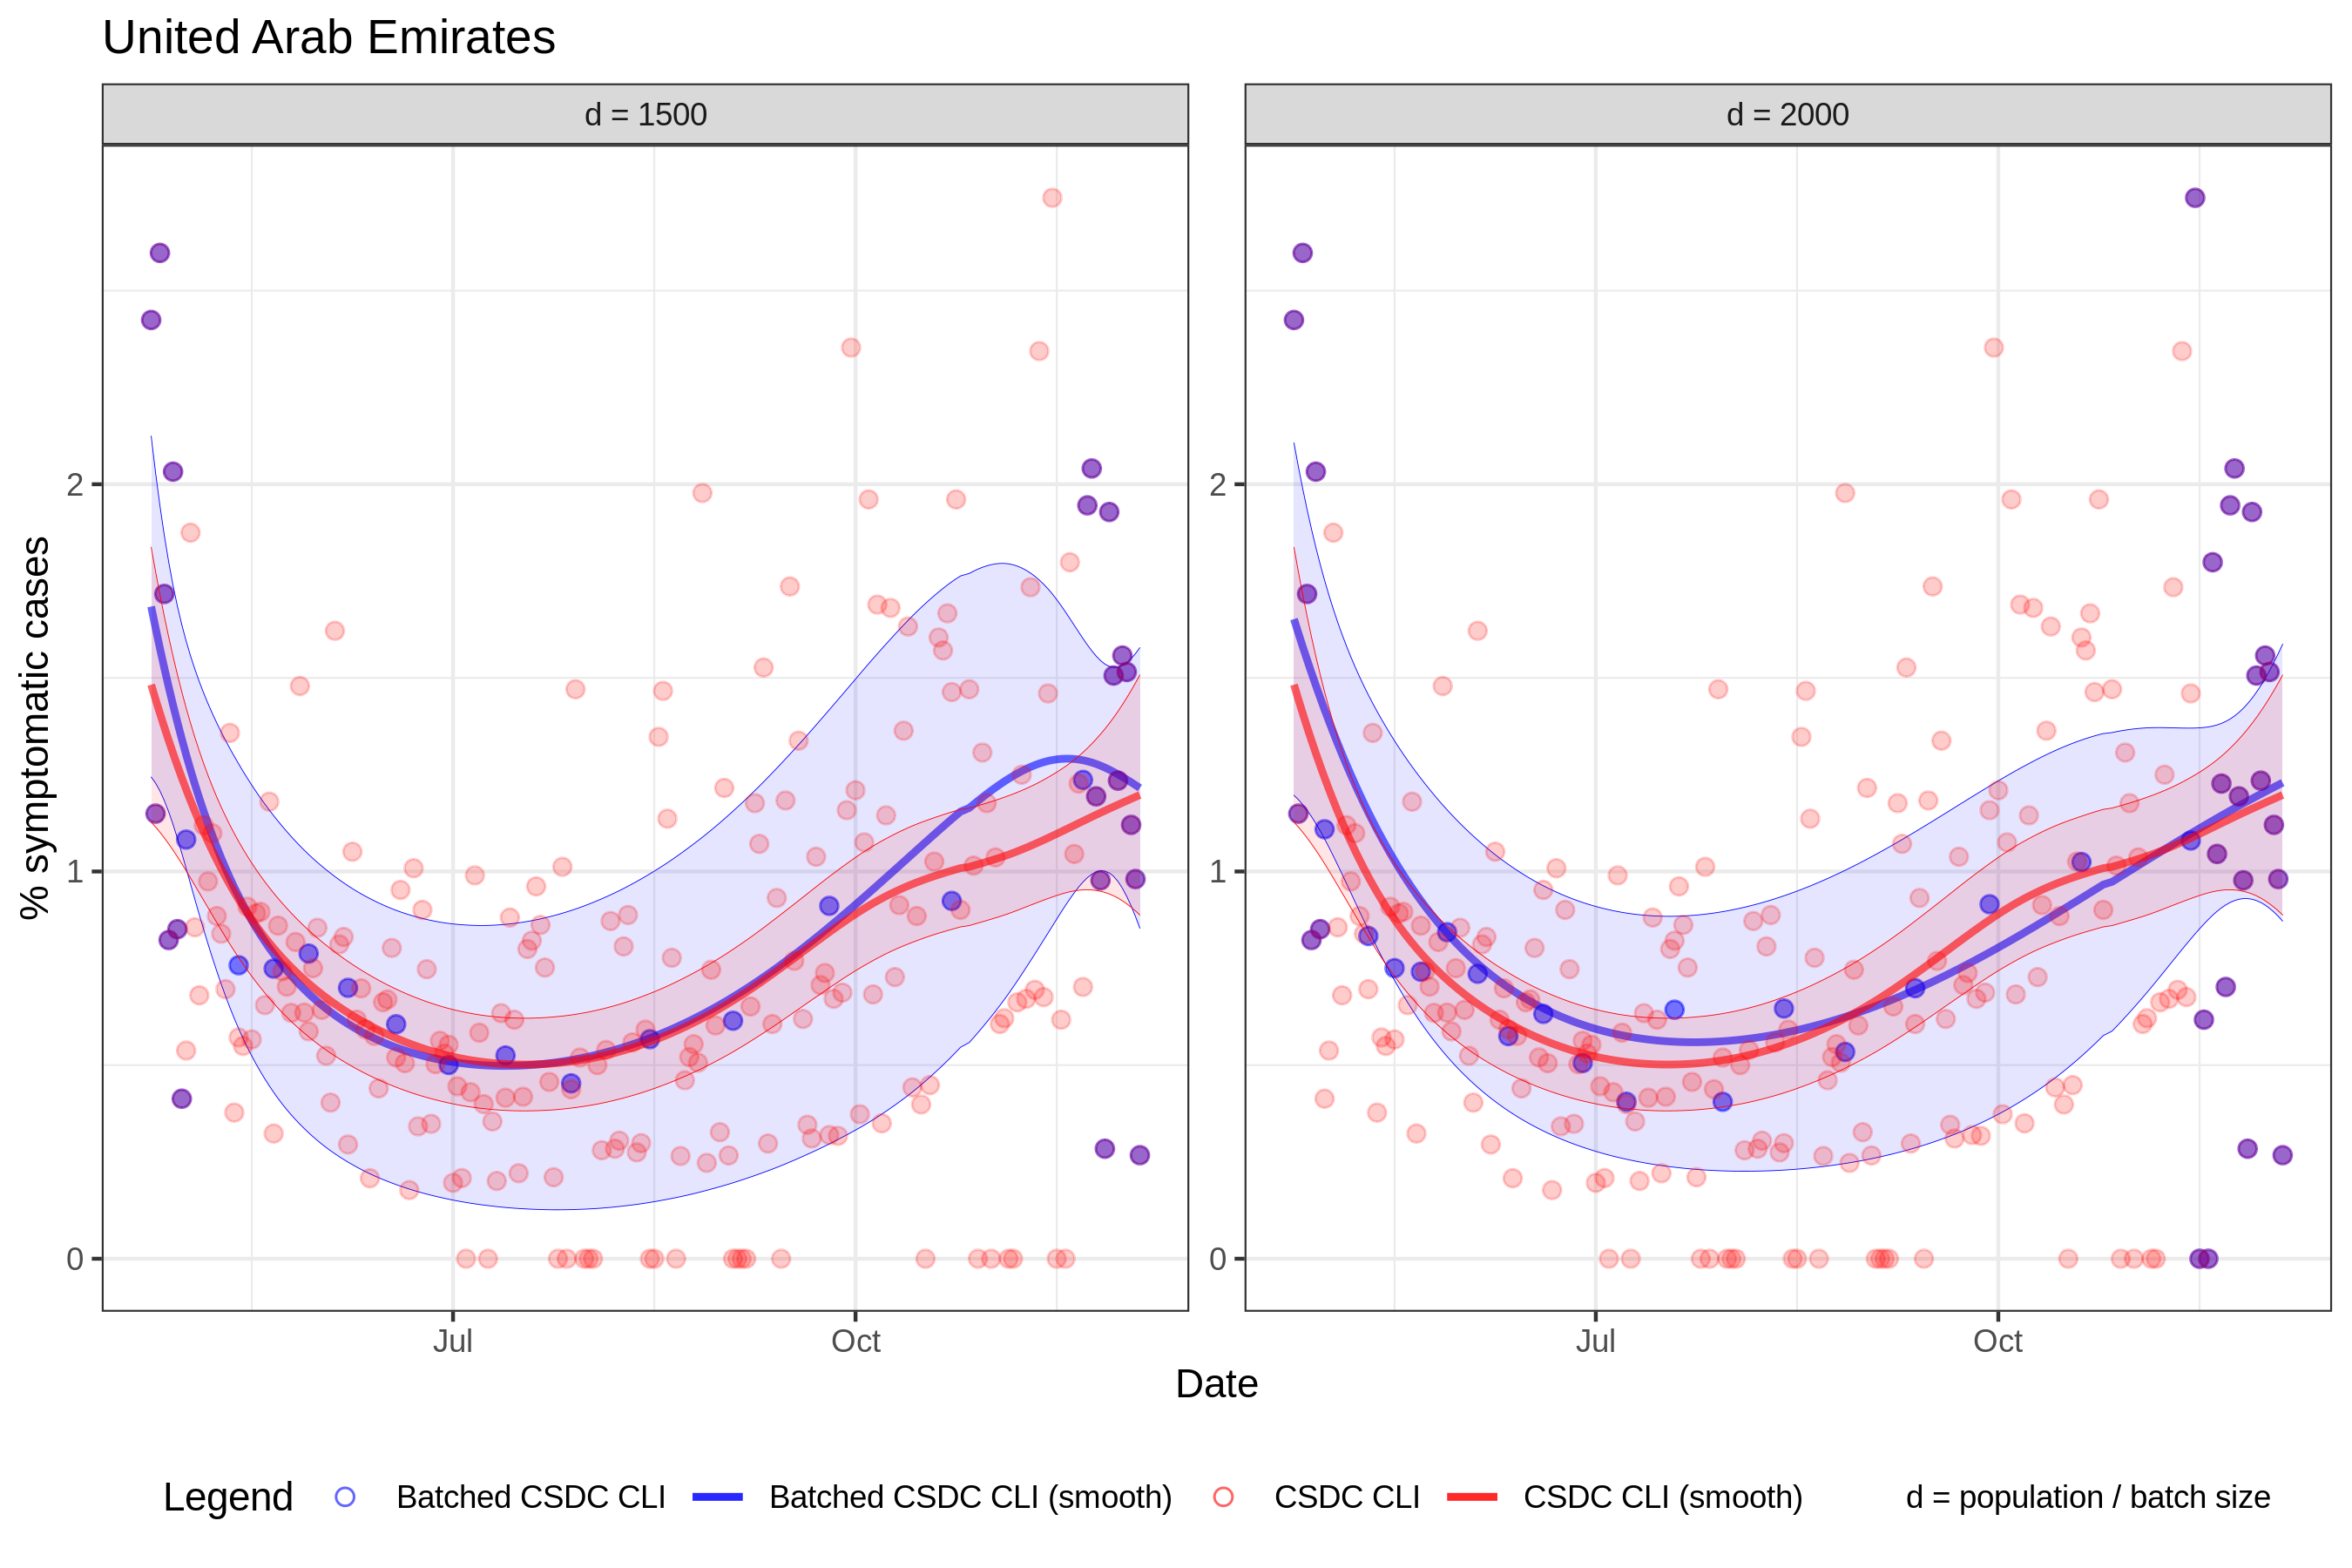 United Arab Emirates
d = 1500
d = 2000
% symptomatic cases
2
1
0
2
1
0
Jul
Oct
Jul
Oct
Date
Legend Batched CSDC CLI Batched CSDC CLI (smooth) CSDC CLI CSDC CLI (smooth) d = population / batch size